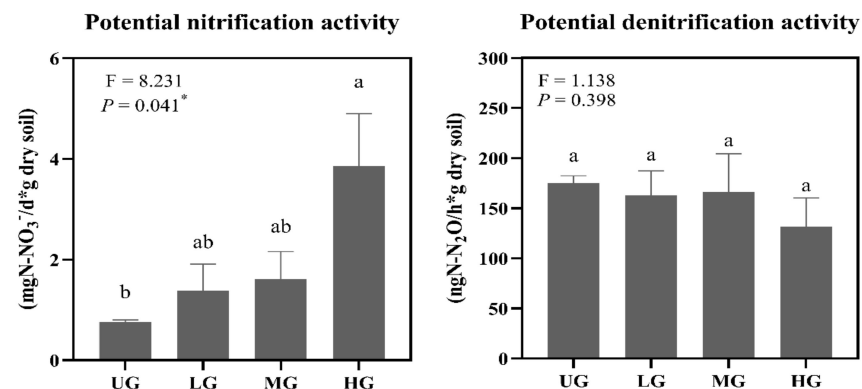 Potential nitrification activity
(mgN-NO₃⁻/d*g dry soil)
6
4
2
0
F = 8.231
P = 0.041*
b
ab
ab
a
UG LG MG HG
Potential denitrification activity
(ngN-N₂O/h*g dry soil)
300
250
200
150
100
50
0
F = 1.138
P = 0.398
a
a
a
a
UG LG MG HG